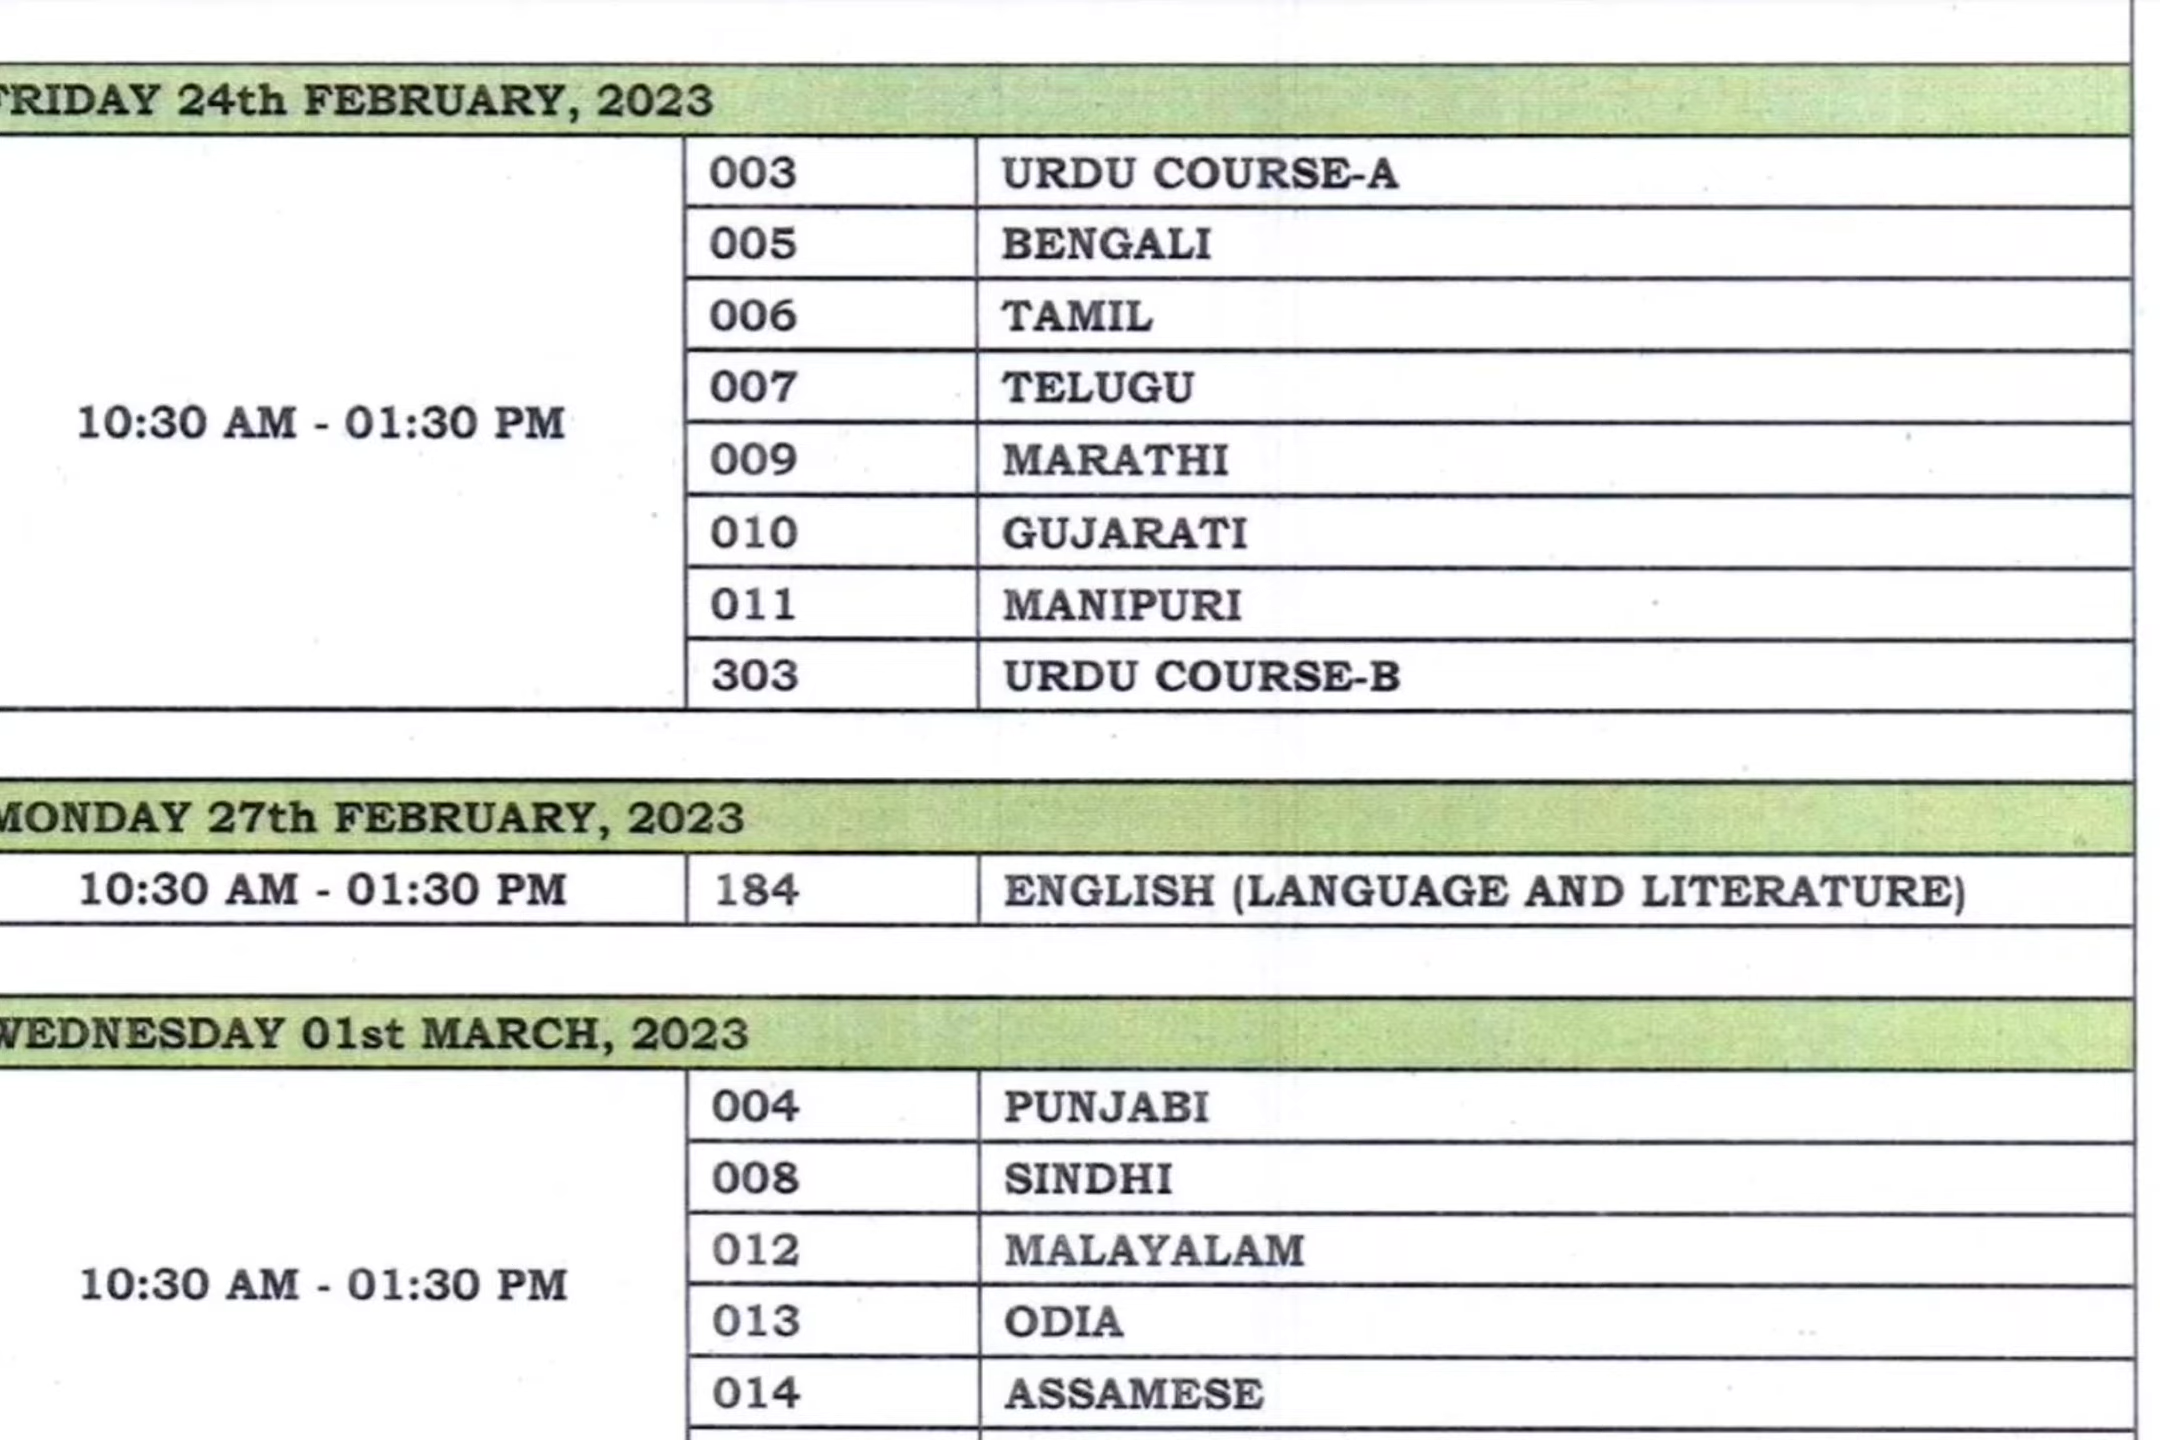 FRIDAY 24th FEBRUARY, 2023
10:30 AM - 01:30 PM
003 URDU COURSE-A
005 BENGALI
006 TAMIL
007 TELUGU
009 MARATHI
010 GUJARATI
011 MANIPURI
303 URDU COURSE-B
MONDAY 27th FEBRUARY, 2023
10:30 AM - 01:30 PM 184 ENGLISH (LANGUAGE AND LITERATURE)
WEDNESDAY 01st MARCH, 2023
10:30 AM - 01:30 PM
004 PUNJABI
008 SINDHI
012 MALAYALAM
013 ODIA
014 ASSAMESE